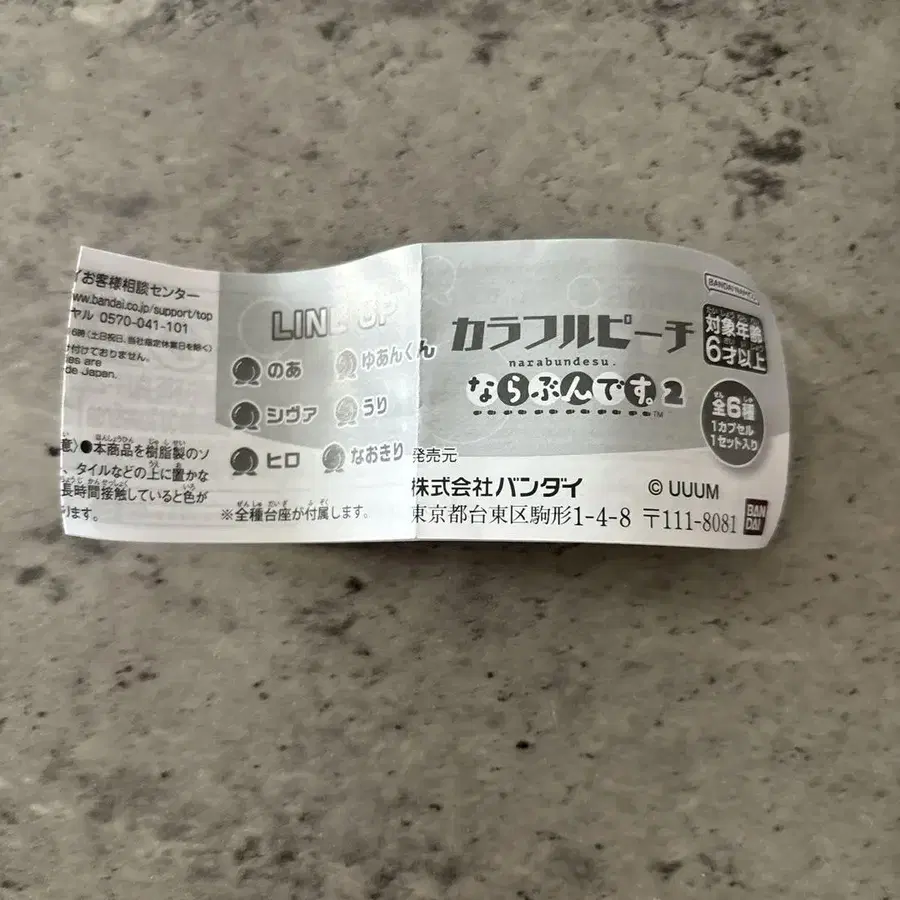 お客様相談センター
ww.bandai.co.jp/support/top
ヤル 0570-041-101
6時(土日祝日、当社指定休業日を除く)
付けておりません。
es are
de Japan.
意)●本商品を樹脂製のソ
、タイルなどの上に置かな
長時間接触していると色が
ります。
LINE UP
のあ
ゆあんくん
シヴァ
うり
ヒロ
なおきり
※全種台座が付属します。
BANDAI NAMCO
カラフルピーチ
narabundesu.
ならぶんです。2
TM
対象年齢
6才以上
全6種
1カプセル
1セット入り
発売元
株式会社バンダイ
© UUUM
東京都台東区駒形1-4-8 〒111-8081
BANDAI